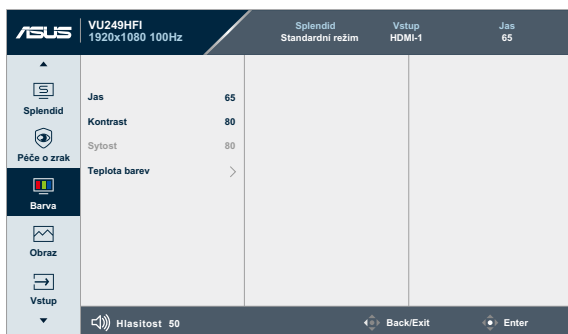 ASUS
VU249HFI
1920x1080 100Hz
Splendid
Standardní režim
Vstup
HDMI-1
Jas
65
Splendid
Péče o zrak
Barva
Obraz
Vstup
Jas 65
Kontrast 80
Sytost 80
Teplota barev
Hlasitost 50
Back/Exit
Enter